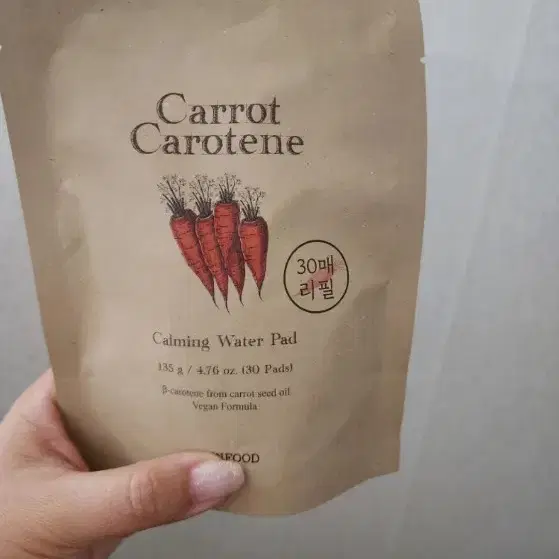 Carrot
Carotene
30매
리필
Calming Water Pad
135 g / 4.76 oz. (30 Pads)
β-carotene from carrot seed oil
Vegan Formula